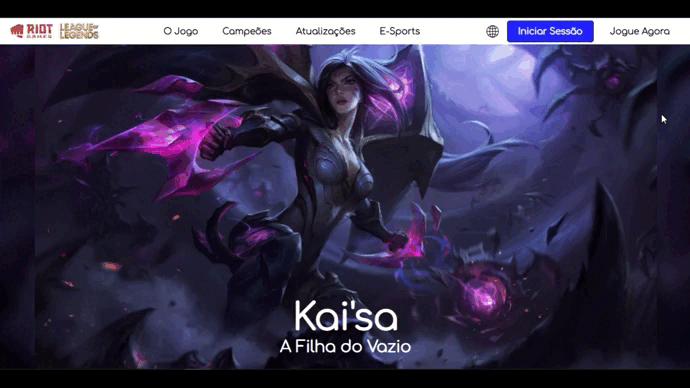 RIOT
GAMES
LEAGUE OF
LEGENDS
O Jogo
Campeões
Atualizações
E-Sports
Iniciar Sessão
Jogue Agora
Kai'sa
A Filha do Vazio